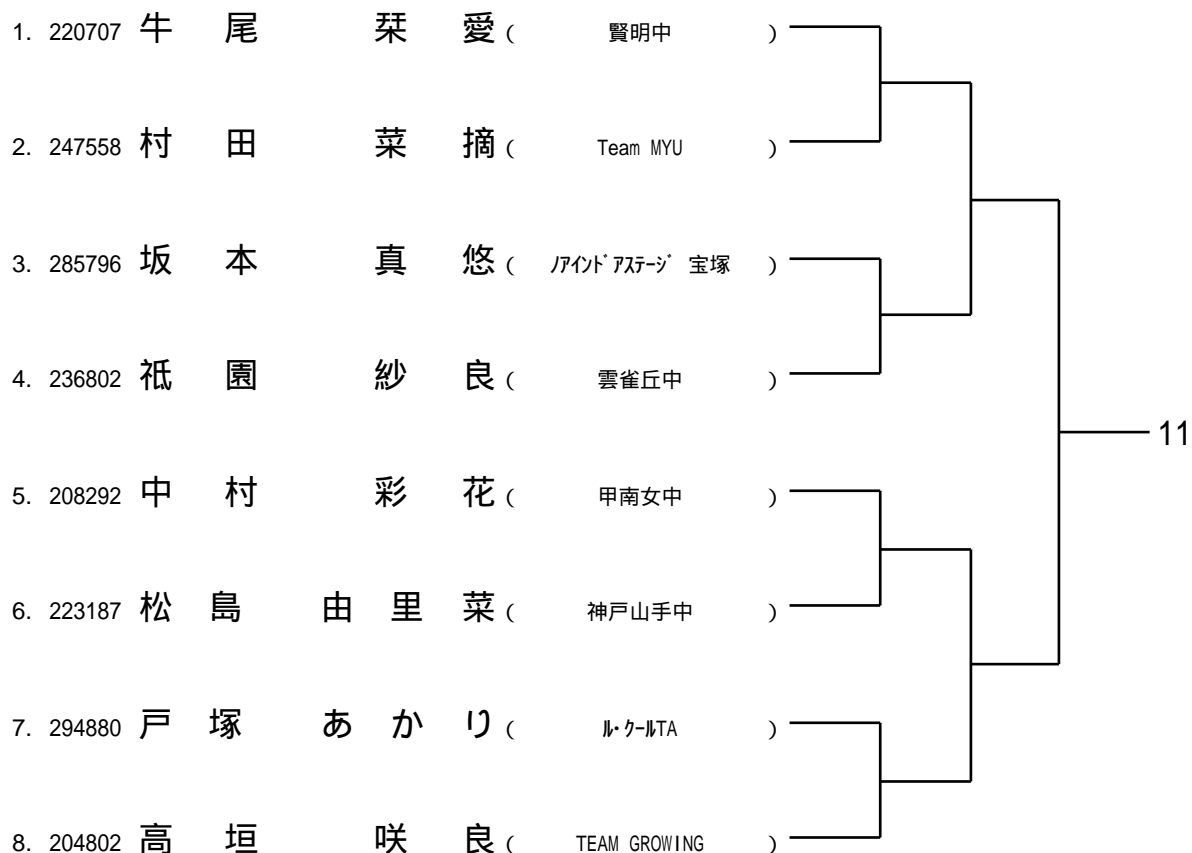 1. 220707 牛尾 栞愛 ( 賢明中 )
2. 247558 村田 菜摘 ( Team MYU )
3. 285796 坂本 真悠 ( ﾉｱｲﾝﾄﾞｱｽﾃｰｼﾞ 宝塚 )
4. 236802 祗園 紗良 ( 雲雀丘中 )
11
5. 208292 中村 彩花 ( 甲南女中 )
6. 223187 松島 由里菜 ( 神戸山手中 )
7. 294880 戸塚 あかり ( ﾙ･ｸｰﾙTA )
8. 204802 高垣 咲良 ( TEAM GROWING )